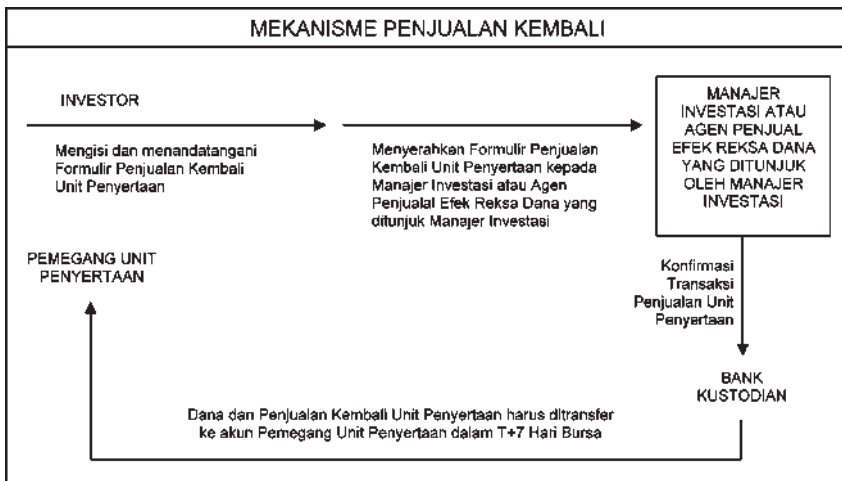 MEKANISME PENJUALAN KEMBALI
INVESTOR
Mengisi dan menandatangani
Formulir Penjualan Kembali
Unit Penyertaan
Menyerahkan Formulir Penjualan
Kembali Unit Penyertaan kepada
Manajer Investasi atau Agen
Penjualal Efek Reksa Dana yang
ditunjuk Manajer Investasi
MANAJER
INVESTASI ATAU
AGEN PENJUAL
EFEK REKSA DANA
YANG DITUNJUK
OLEH MANAJER
INVESTASI
PEMEGANG UNIT
PENYERTAAN
Konfirmasi
Transaksi
Penjualan Unit
Penyertaan
BANK
KUSTODIAN
Dana dari Penjualan Kembali Unit Penyertaan harus ditransfer
ke akun Pemegang Unit Penyertaan dalam T+7 Hari Bursa